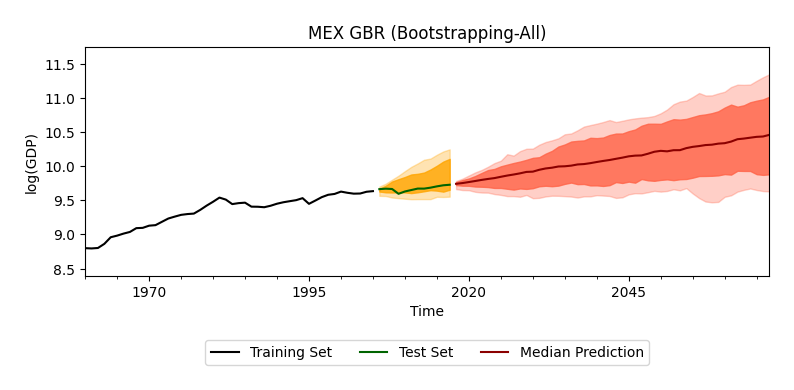 MEX GBR (Bootstrapping-All)
11.5
11.0
10.5
10.0
9.5
9.0
8.5
log(GDP)
1970 1995 2020 2045
Time
Training Set Test Set Median Prediction